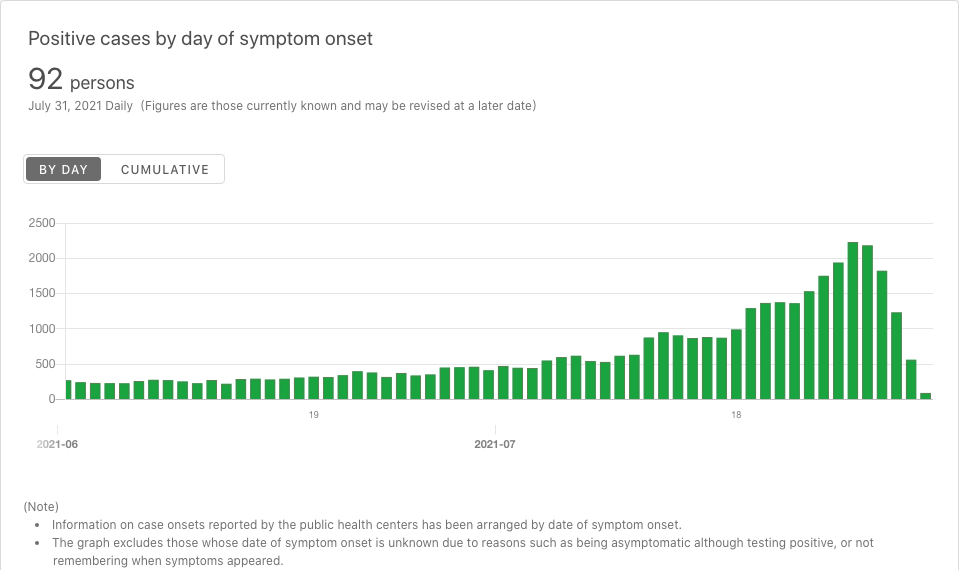 Positive cases by day of symptom onset
92 persons
July 31, 2021 Daily (Figures are those currently known and may be revised at a later date)
BY DAY CUMULATIVE
2500
2000
1500
1000
500
0
19 18
2021-06 2021-07
(Note)
• Information on case onsets reported by the public health centers has been arranged by date of symptom onset.
• The graph excludes those whose date of symptom onset is unknown due to reasons such as being asymptomatic although testing positive, or not
remembering when symptoms appeared.